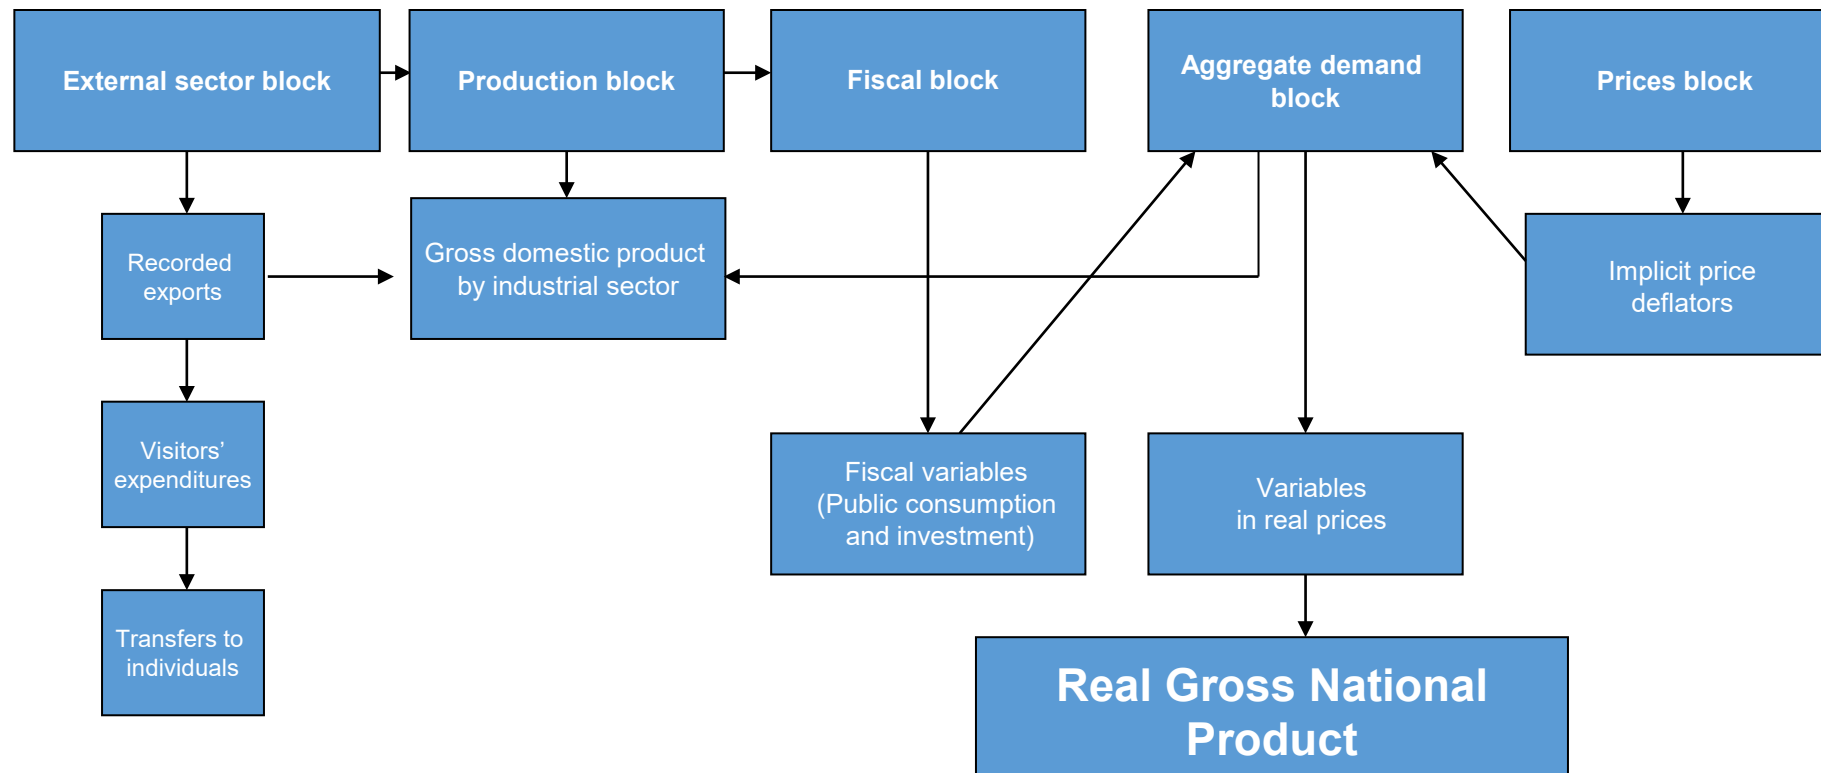 External sector block
Production block
Fiscal block
Aggregate demand
block
Prices block
Recorded
exports
Gross domestic product
by industrial sector
Implicit price
deflators
Visitors’
expenditures
Fiscal variables
(Public consumption
and investment)
Variables
in real prices
Transfers to
individuals
Real Gross National
Product